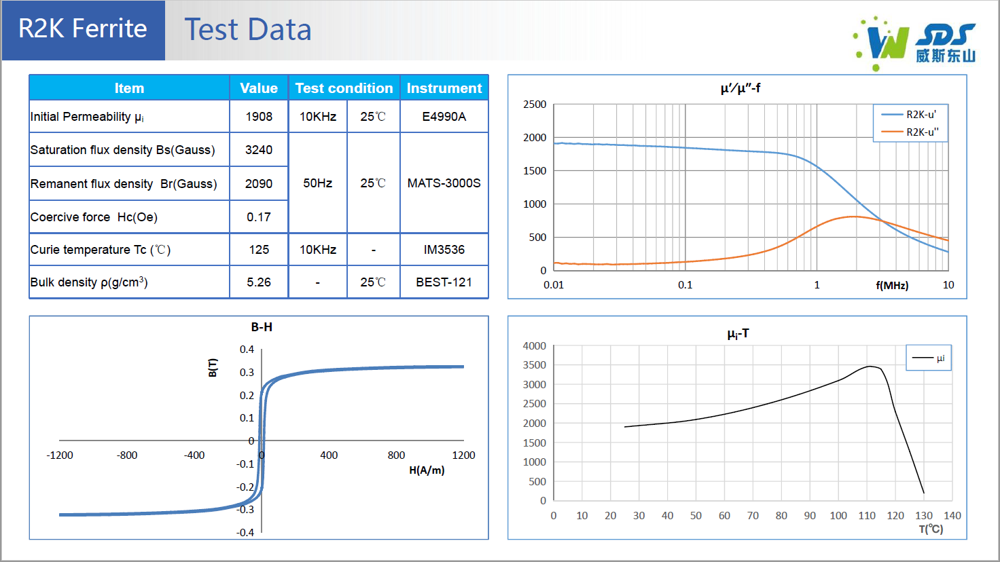 R2K Ferrite
Test Data
WN SDS
威斯东山
Item Value Test condition Instrument
Initial Permeability μi 1908 10KHz 25℃ E4990A
Saturation flux density Bs(Gauss) 3240
Remanent flux density Br(Gauss) 2090 50Hz 25℃ MATS-3000S
Coercive force Hc(Oe) 0.17
Curie temperature Tc (℃) 125 10KHz - IM3536
Bulk density ρ(g/cm³) 5.26 - 25℃ BEST-121
μ′/μ″-f
2500
2000
1500
1000
500
0
0.01 0.1 1 f(MHz) 10
R2K-u'
R2K-u''
B-H
B(T)
0.4
0.3
0.2
0.1
0
-0.1
-0.2
-0.3
-0.4
-1200 -800 -400 0 400 800 1200
H(A/m)
μi-T
4000
3500
3000
2500
2000
1500
1000
500
0
0 10 20 30 40 50 60 70 80 90 100 110 120 130 140
T(℃)
μi